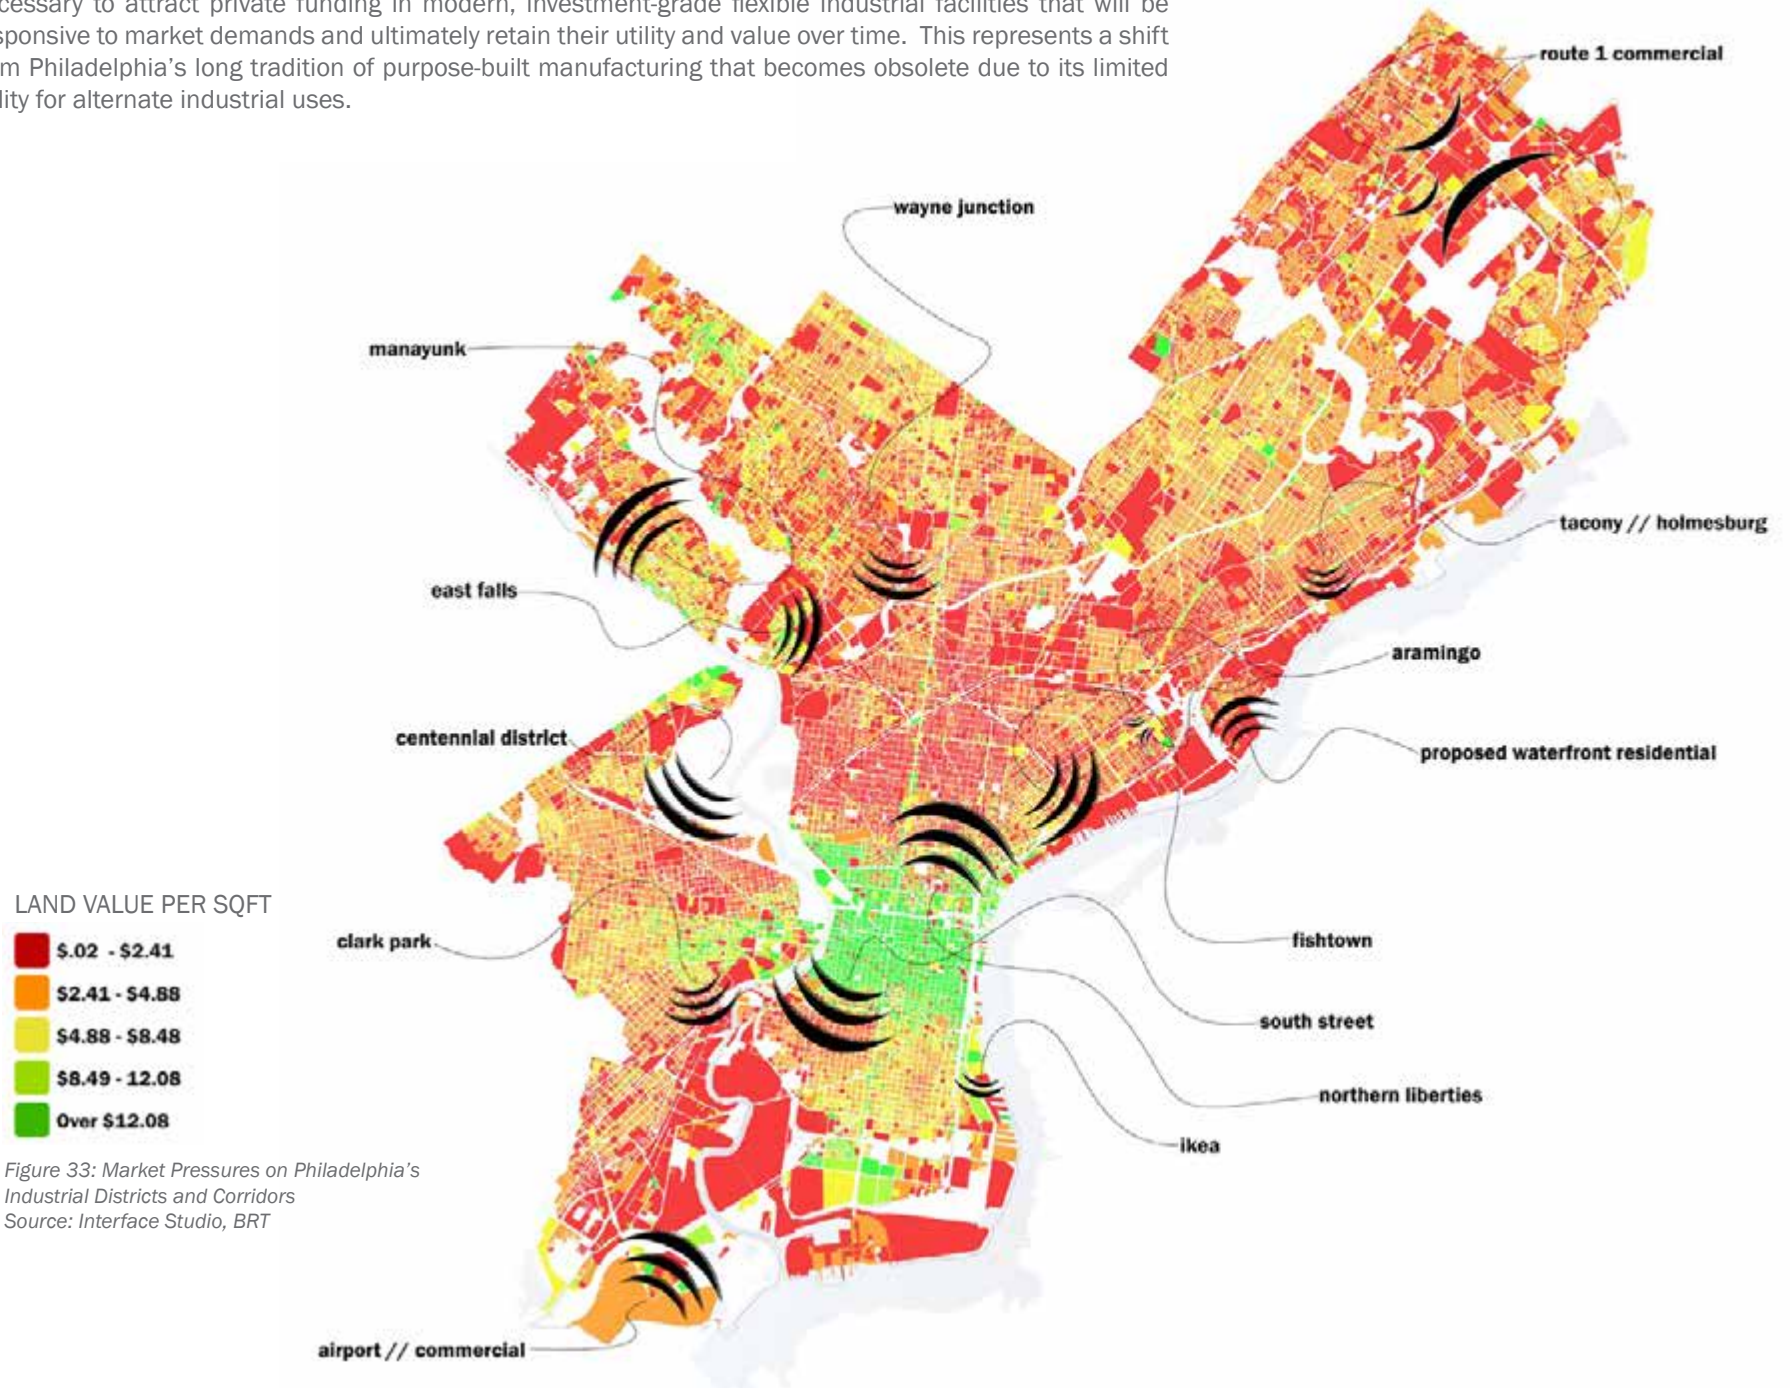 to attract private funding in modern, investment-grade flexible industrial facilities that will be
to market demands and ultimately retain their utility and value over time. This represents a shift
Philadelphia's long tradition of purpose-built manufacturing that becomes obsolete due to its limited
for alternate industrial uses.
route 1 commercial
wayne junction
manayunk
tacony // holmesburg
east falls
aramingo
centennial district
proposed waterfront residential
LAND VALUE PER SQFT
$.02 - $2.41
$2.41 - $4.88
$4.88 - $8.48
$8.49 - 12.08
Over $12.08
clark park
fishtown
south street
northern liberties
ikea
Figure 33: Market Pressures on Philadelphia's
Industrial Districts and Corridors
Source: Interface Studio, BRT
airport // commercial